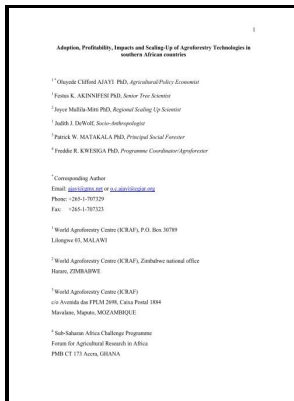 1
Adoption, Profitability, Impacts and Scaling-Up of Agroforestry Technologies in
southern African countries
1* Oluyede Clifford AJAYI PhD, Agricultural/Policy Economist
1 Festus K. AKINNIFESI PhD, Senior Tree Scientist
2 Joyce Mullila-Mitti PhD, Regional Scaling Up Scientist
1 Judith J. DeWolf, Socio-Anthropologist
3 Patrick W. MATAKALA PhD, Principal Social Forester
4 Freddie R. KWESIGA PhD, Programme Coordinator/Agroforester
* Corresponding Author
Email: ajayi@gmx.net or o.c.ajayi@cgiar.org
Phone: +265-1-707329
Fax: +265-1-707323
1 World Agroforestry Centre (ICRAF), P.O. Box 30789
Lilongwe 03, MALAWI
2 World Agroforestry Centre (ICRAF), Zimbabwe national office
Harare, ZIMBABWE
3 World Agroforestry Centre (ICRAF)
c/o Avenida das FPLM 2698, Caixa Postal 1884
Mavalane, Maputo, MOZAMBIQUE
4 Sub-Saharan Africa Challenge Programme
Forum for Agricultural Research in Africa
PMB CT 173 Accra, GHANA